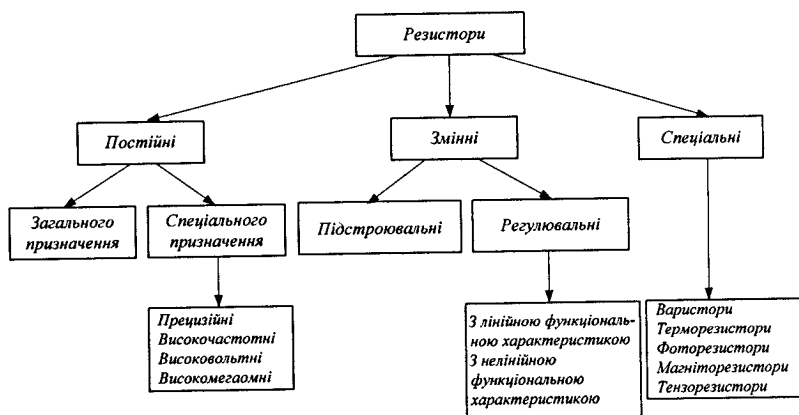 Резистори
Постійні
Змінні
Спеціальні
Загального
призначення
Спеціального
призначення
Підстроювальні
Регулювальні
Прецизійні
Високочастотні
Високовольтні
Високомегаомні
З лінійною функціональ-
ною характеристикою
З нелінійною
функціональною
характеристикою
Варистори
Терморезистори
Фоторезистори
Магніторезистори
Тензорезистори